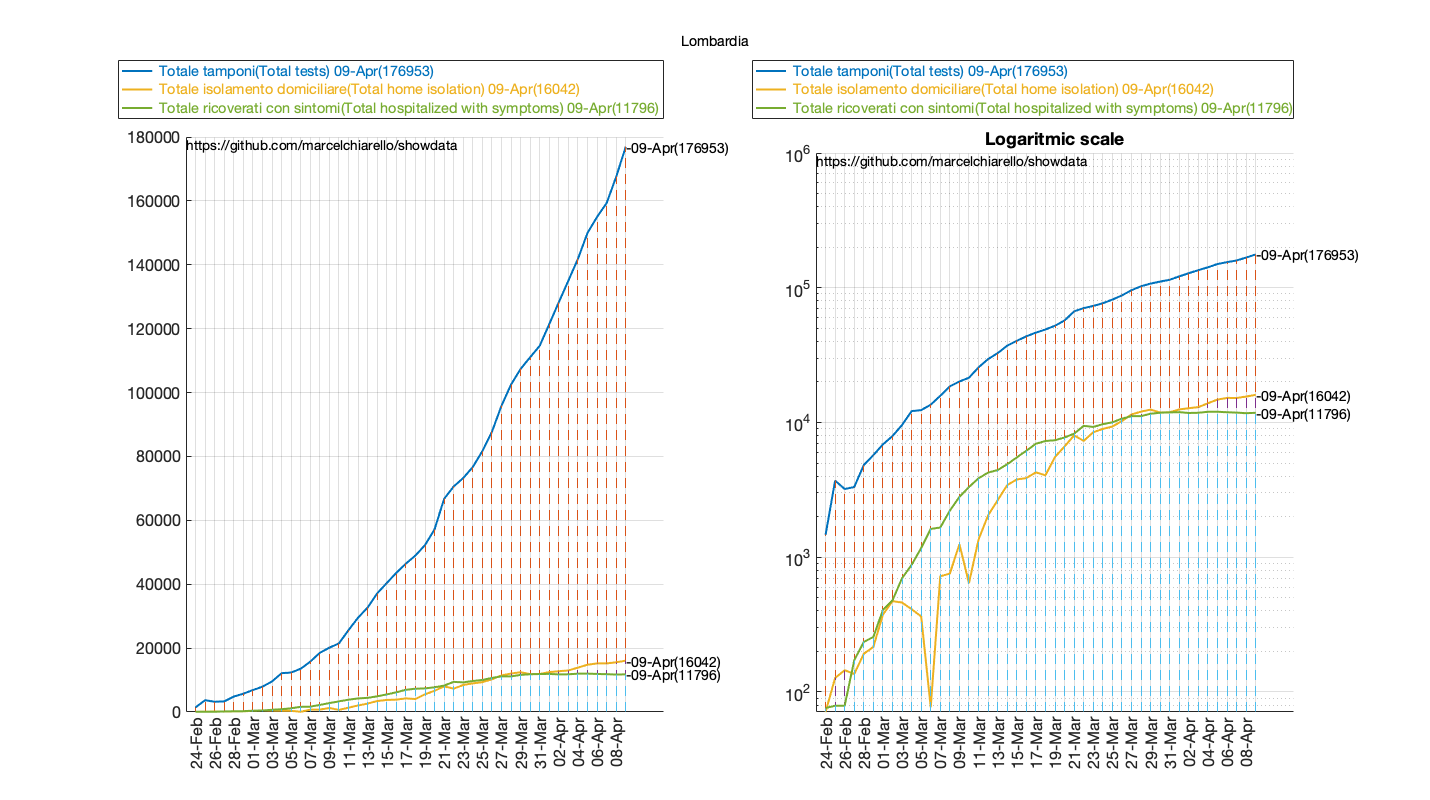 Lombardia
Totale tamponi(Total tests) 09-Apr(176953)
Totale isolamento domiciliare(Total home isolation) 09-Apr(16042)
Totale ricoverati con sintomi(Total hospitalized with symptoms) 09-Apr(11796)
180000
160000
140000
120000
100000
80000
60000
40000
20000
0
https://github.com/marcelchiarello/showdata
-09-Apr(176953)
-09-Apr(16042)
-09-Apr(11796)
24-Feb
26-Feb
28-Feb
01-Mar
03-Mar
05-Mar
07-Mar
09-Mar
11-Mar
13-Mar
15-Mar
17-Mar
19-Mar
21-Mar
23-Mar
25-Mar
27-Mar
29-Mar
31-Mar
02-Apr
04-Apr
06-Apr
08-Apr
Totale tamponi(Total tests) 09-Apr(176953)
Totale isolamento domiciliare(Total home isolation) 09-Apr(16042)
Totale ricoverati con sintomi(Total hospitalized with symptoms) 09-Apr(11796)
Logaritmic scale
10⁶
10⁵
10⁴
10³
10²
https://github.com/marcelchiarello/showdata
-09-Apr(176953)
-09-Apr(16042)
-09-Apr(11796)
24-Feb
26-Feb
28-Feb
01-Mar
03-Mar
05-Mar
07-Mar
09-Mar
11-Mar
13-Mar
15-Mar
17-Mar
19-Mar
21-Mar
23-Mar
25-Mar
27-Mar
29-Mar
31-Mar
02-Apr
04-Apr
06-Apr
08-Apr